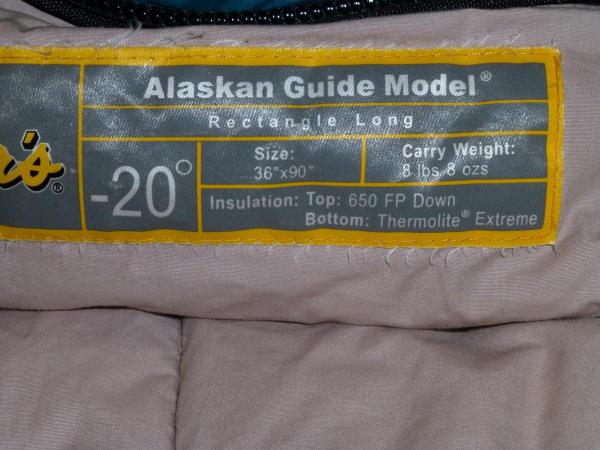 Alaskan Guide Model®
Rectangle Long
's®
-20°
Size:
36"x90"
Carry Weight:
8 lbs 8 ozs
Insulation: Top: 650 FP Down
Bottom: Thermolite® Extreme